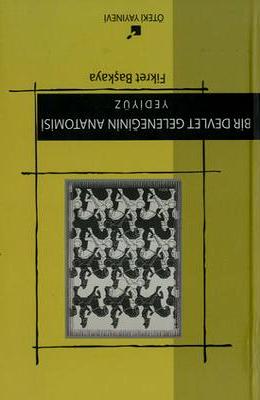 BİR DEVLET GELENEĞİNİN ANATOMİSİ
YEDİYÜZ
Fikret Başkaya
ÖTEKİ YAYINEVİ